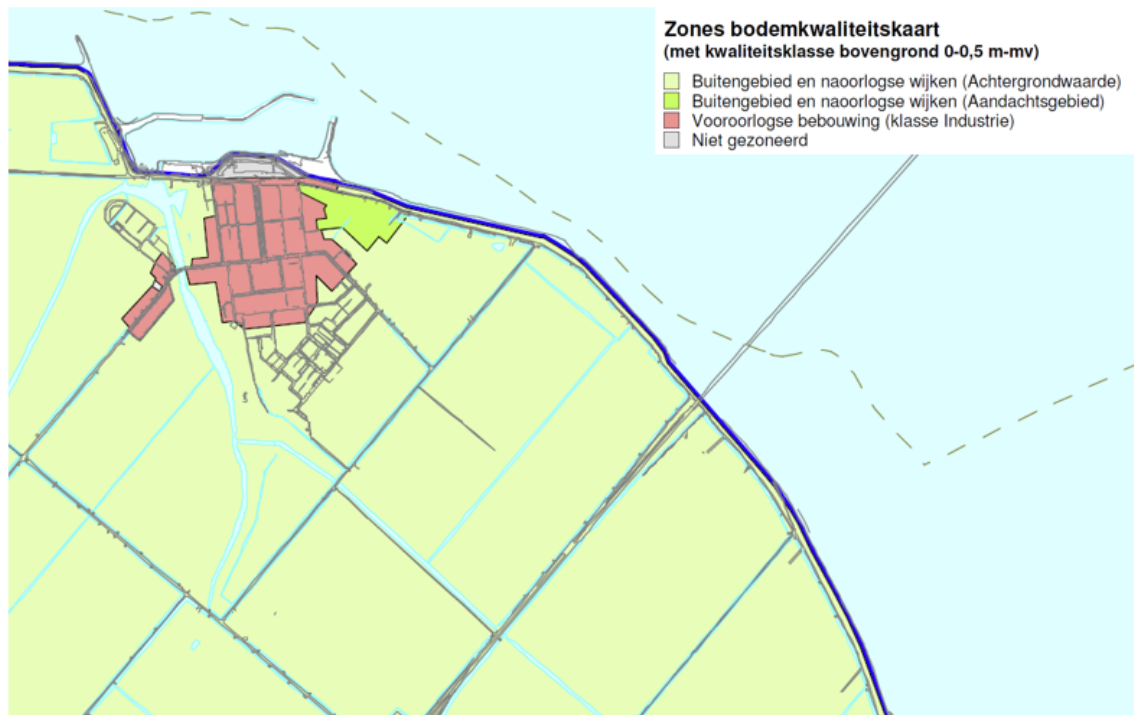 Zones bodemkwaliteitskaart
(met kwaliteitsklasse bovengrond 0-0,5 m-mv)
Buitengebied en naoorlogse wijken (Achtergrondwaarde)
Buitengebied en naoorlogse wijken (Aandachtsgebied)
Vooroorlogse bebouwing (klasse Industrie)
Niet gezoneerd